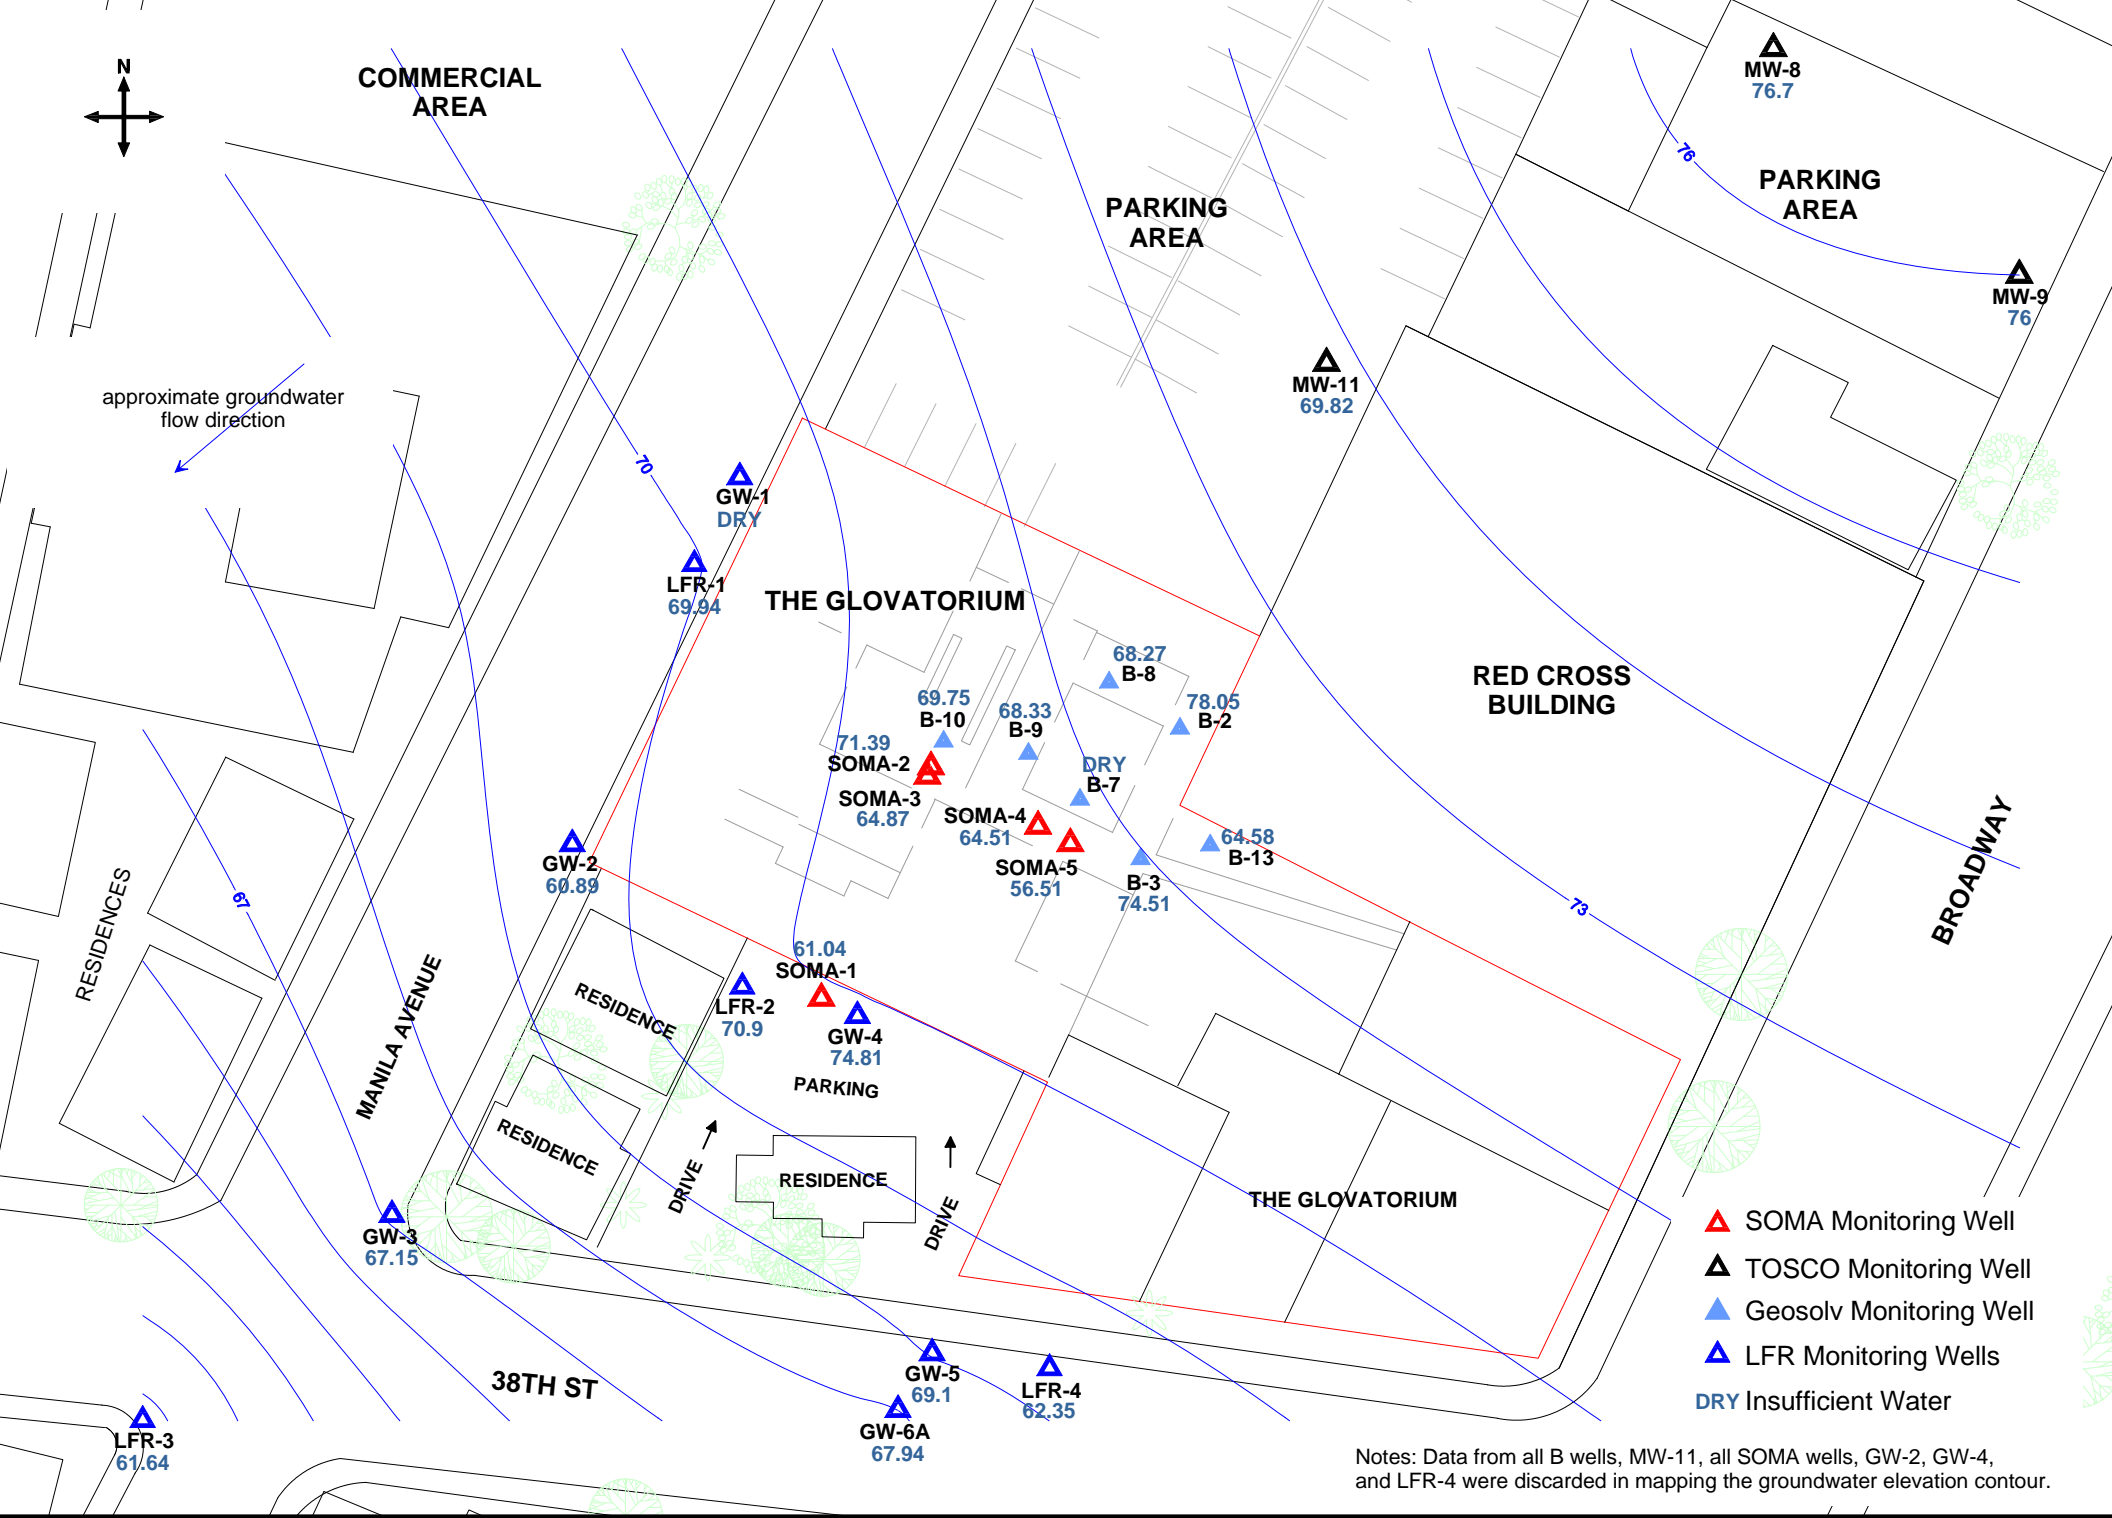 N
COMMERCIAL
AREA
MW-8
76.7
76
PARKING
AREA
PARKING
AREA
MW-9
76
approximate groundwater
flow direction
MW-11
69.82
70
GW-1
DRY
LFR-1
69.94
THE GLOVATORIUM
68.27
B-8
69.75
B-10
68.33
B-9
78.05
B-2
RED CROSS
BUILDING
71.39
SOMA-2
DRY
B-7
SOMA-3
64.87
SOMA-4
64.51
64.58
B-13
SOMA-5
56.51
B-3
74.51
GW-2
60.89
67
73
RESIDENCES
BROADWAY
61.04
SOMA-1
MANILA AVENUE
RESIDENCE
LFR-2
70.9
GW-4
74.81
PARKING
RESIDENCE
DRIVE
RESIDENCE
DRIVE
THE GLOVATORIUM
GW-3
67.15
SOMA Monitoring Well
TOSCO Monitoring Well
Geosolv Monitoring Well
LFR Monitoring Wells
DRY Insufficient Water
38TH ST
GW-5
69.1
LFR-4
62.35
GW-6A
67.94
LFR-3
61.64
Notes: Data from all B wells, MW-11, all SOMA wells, GW-2, GW-4,
and LFR-4 were discarded in mapping the groundwater elevation contour.